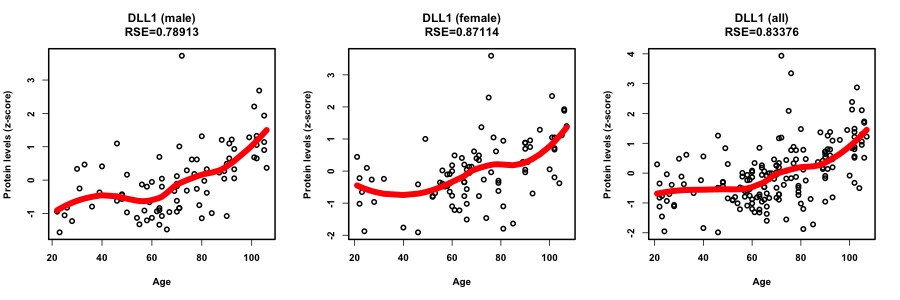 DLL1 (male)
RSE=0.78913
Protein levels (z-score)
3
2
1
0
-1
20
40
60
80
100
Age
DLL1 (female)
RSE=0.87114
Protein levels (z-score)
3
2
1
0
-1
-2
20
40
60
80
100
Age
DLL1 (all)
RSE=0.83376
Protein levels (z-score)
4
3
2
1
0
-1
-2
20
40
60
80
100
Age